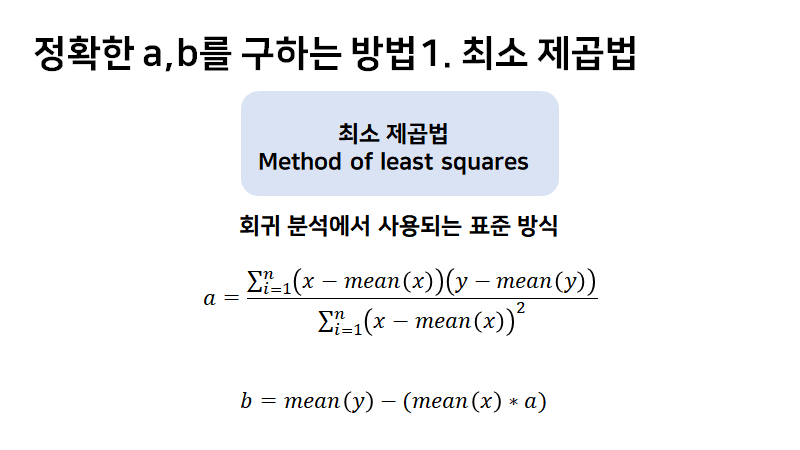 정확한 a,b를 구하는 방법1. 최소 제곱법
최소 제곱법
Method of least squares
회귀 분석에서 사용되는 표준 방식
a = \frac{\sum_{i=1}^{n}(x - mean(x))(y - mean(y))}{\sum_{i=1}^{n}(x - mean(x))^2}
b = mean(y) − (mean(x) ∗ a)